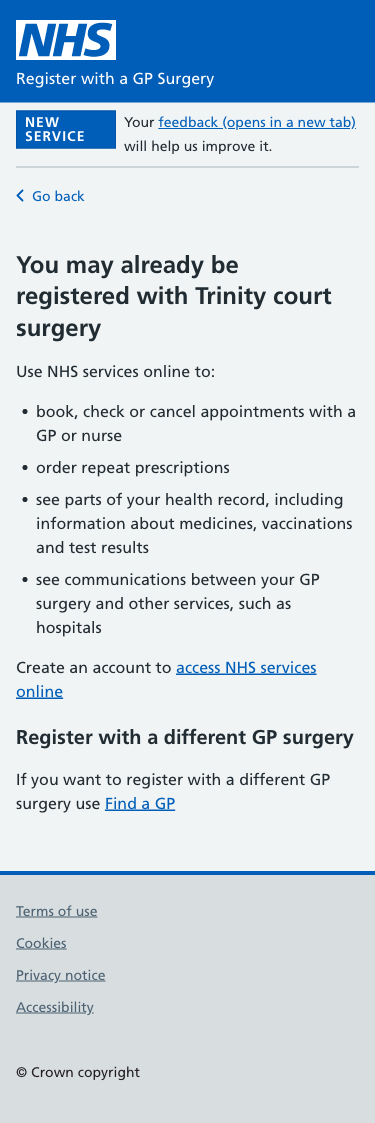 NHS
Register with a GP Surgery
NEW
SERVICE
Your feedback (opens in a new tab)
will help us improve it.
Go back
You may already be
registered with Trinity court
surgery
Use NHS services online to:
• book, check or cancel appointments with a
GP or nurse
• order repeat prescriptions
• see parts of your health record, including
information about medicines, vaccinations
and test results
• see communications between your GP
surgery and other services, such as
hospitals
Create an account to access NHS services
online
Register with a different GP surgery
If you want to register with a different GP
surgery use Find a GP
Terms of use
Cookies
Privacy notice
Accessibility
© Crown copyright